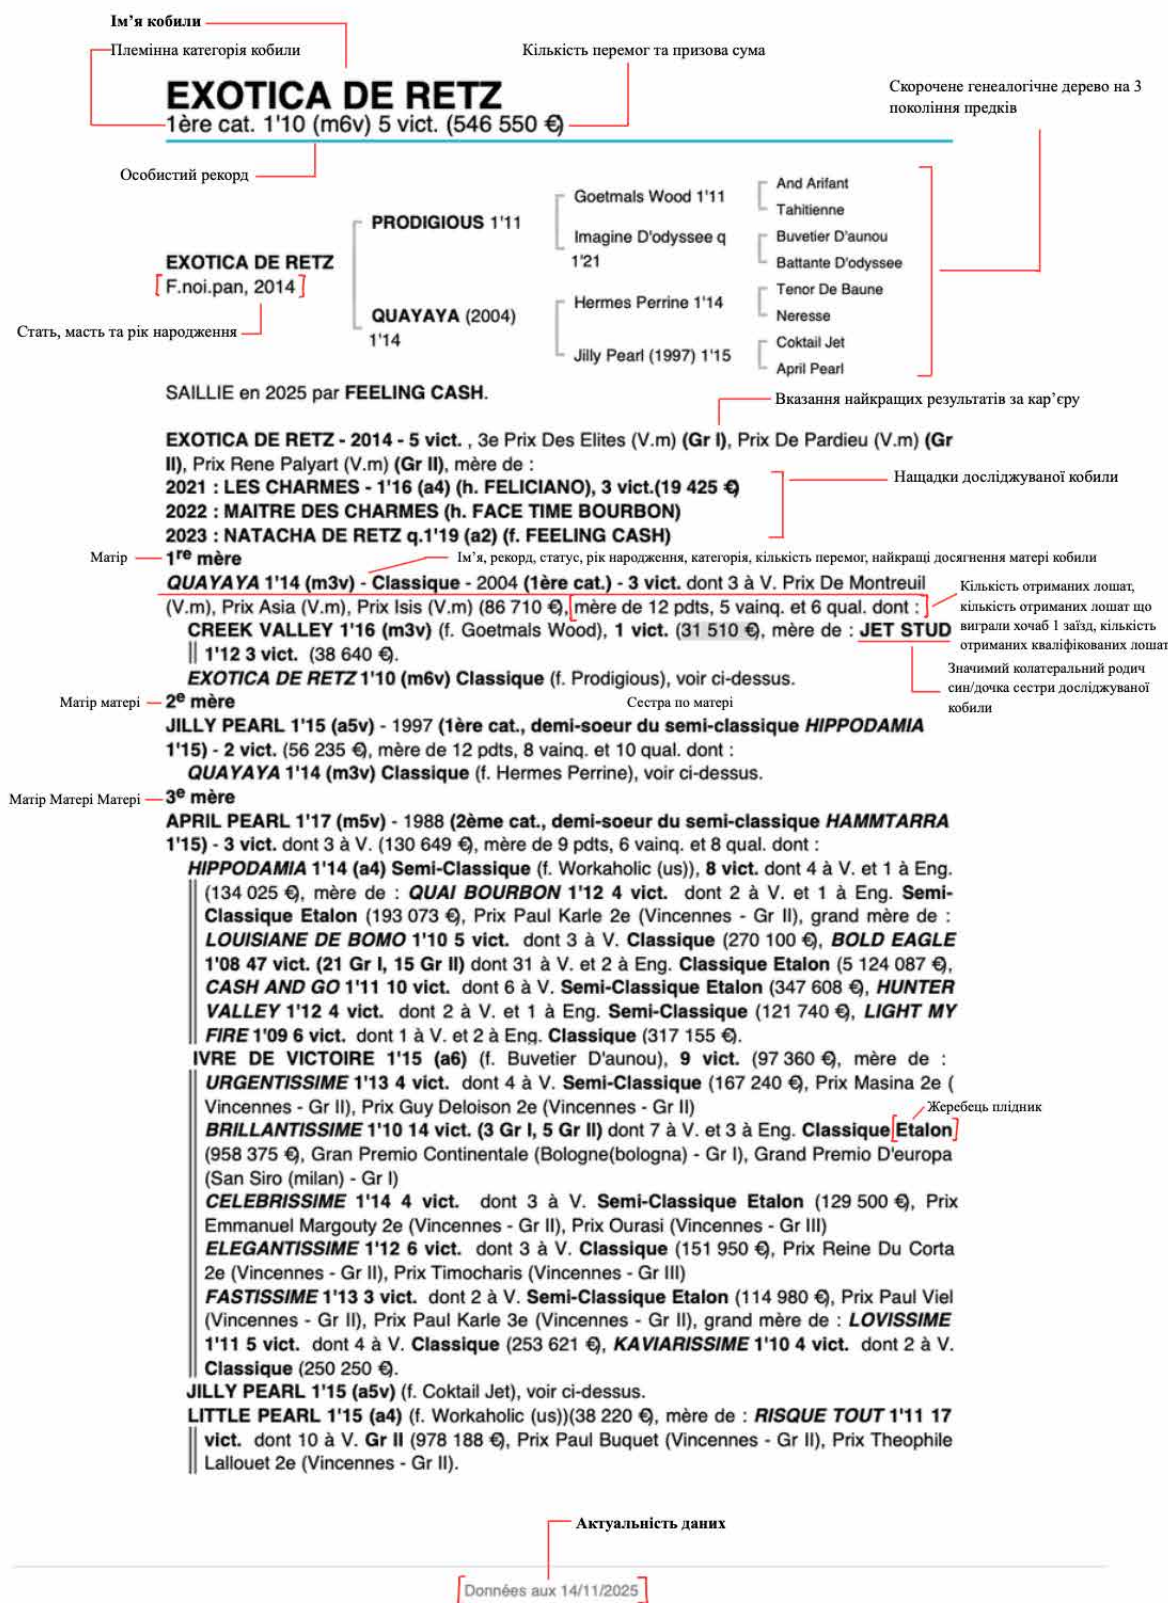 Ім’я кобили
Племінна категорія кобили
Кількість перемог та призова сума
EXOTICA DE RETZ
1ère cat. 1'10 (m6v) 5 vict. (546 550 €)
Скорочене генеалогічне дерево на 3
покоління предків
Особистий рекорд
EXOTICA DE RETZ
F.noi.pan, 2014
Стать, масть та рік народження
PRODIGIOUS 1'11
QUAYAYA (2004)
1'14
Goetmals Wood 1'11
Imagine D'odyssee q
1'21
Hermes Perrine 1'14
Jilly Pearl (1997) 1'15
And Arifant
Tahitienne
Buvetier D'aunou
Battante D'odyssee
Tenor De Baune
Neresse
Coktail Jet
April Pearl
SAILLIE en 2025 par FEELING CASH.
Вказання найкращих результатів за кар’єру
EXOTICA DE RETZ - 2014 - 5 vict. , 3e Prix Des Elites (V.m) (Gr I), Prix De Pardieu (V.m) (Gr
II), Prix Rene Palyart (V.m) (Gr II), mère de :
2021 : LES CHARMES - 1'16 (a4) (h. FELICIANO), 3 vict.(19 425 €)
2022 : MAITRE DES CHARMES (h. FACE TIME BOURBON)
2023 : NATACHA DE RETZ q.1'19 (a2) (f. FEELING CASH)
Нащадки досліджуваної кобили
Матір
1re mère
Ім’я, рекорд, статус, рік народження, категорія, кількість перемог, найкращі досягнення матері кобили
QUAYAYA 1'14 (m3v) - Classique - 2004 (1ère cat.) - 3 vict. dont 3 à V. Prix De Montreuil
(V.m), Prix Asia (V.m), Prix Isis (V.m) (86 710 €), mère de 12 pdts, 5 vainq. et 6 qual. dont :
Кількість отриманих лошат,
кількість отриманих лошат що
виграли хочаб 1 заїзд, кількість
отриманих кваліфікованих лошат
CREEK VALLEY 1'16 (m3v) (f. Goetmals Wood), 1 vict. (31 510 €), mère de : JET STUD
1'12 3 vict. (38 640 €).
Значимий колатеральний родич
син/дочка сестри досліджуваної
кобили
EXOTICA DE RETZ 1'10 (m6v) Classique (f. Prodigious), voir ci-dessus.
Матір матері
2e mère
Сестра по матері
JILLY PEARL 1'15 (a5v) - 1997 (1ère cat., demi-soeur du semi-classique HIPPODAMIA
1'15) - 2 vict. (56 235 €), mère de 12 pdts, 8 vainq. et 10 qual. dont :
QUAYAYA 1'14 (m3v) Classique (f. Hermes Perrine), voir ci-dessus.
Матір Матері Матері
3e mère
APRIL PEARL 1'17 (m5v) - 1988 (2ème cat., demi-soeur du semi-classique HAMMTARRA
1'15) - 3 vict. dont 3 à V. (130 649 €), mère de 9 pdts, 6 vainq. et 8 qual. dont :
HIPPODAMIA 1'14 (a4) Semi-Classique (f. Workaholic (us)), 8 vict. dont 4 à V. et 1 à Eng.
(134 025 €), mère de : QUAI BOURBON 1'12 4 vict. dont 2 à V. et 1 à Eng. Semi-
Classique Etalon (193 073 €), Prix Paul Karle 2e (Vincennes - Gr II), grand mère de :
LOUISIANE DE BOMO 1'10 5 vict. dont 3 à V. Classique (270 100 €), BOLD EAGLE
1'08 47 vict. (21 Gr I, 15 Gr II) dont 31 à V. et 2 à Eng. Classique Etalon (5 124 087 €),
CASH AND GO 1'11 10 vict. dont 6 à V. Semi-Classique Etalon (347 608 €), HUNTER
VALLEY 1'12 4 vict. dont 2 à V. et 1 à Eng. Semi-Classique (121 740 €), LIGHT MY
FIRE 1'09 6 vict. dont 1 à V. et 2 à Eng. Classique (317 155 €).
IVRE DE VICTOIRE 1'15 (a6) (f. Buvetier D'aunou), 9 vict. (97 360 €), mère de :
URGENTISSIME 1'13 4 vict. dont 4 à V. Semi-Classique (167 240 €), Prix Masina 2e (
Vincennes - Gr II), Prix Guy Deloison 2e (Vincennes - Gr II)
Жеребець плідник
BRILLANTISSIME 1'10 14 vict. (3 Gr I, 5 Gr II) dont 7 à V. et 3 à Eng. Classique Etalon
(958 375 €), Gran Premio Continentale (Bologne(bologna) - Gr I), Grand Premio D'europa
(San Siro (milan) - Gr I)
CELEBRISSIME 1'14 4 vict. dont 3 à V. Semi-Classique Etalon (129 500 €), Prix
Emmanuel Margouty 2e (Vincennes - Gr II), Prix Ourasi (Vincennes - Gr III)
ELEGANTISSIME 1'12 6 vict. dont 3 à V. Classique (151 950 €), Prix Reine Du Corta
2e (Vincennes - Gr II), Prix Timocharis (Vincennes - Gr III)
FASTISSIME 1'13 3 vict. dont 2 à V. Semi-Classique Etalon (114 980 €), Prix Paul Viel
(Vincennes - Gr II), Prix Paul Karle 3e (Vincennes - Gr II), grand mère de : LOVISSIME
1'11 5 vict. dont 4 à V. Classique (253 621 €), KAVIARISSIME 1'10 4 vict. dont 2 à V.
Classique (250 250 €).
JILLY PEARL 1'15 (a5v) (f. Coktail Jet), voir ci-dessus.
LITTLE PEARL 1'15 (a4) (f. Workaholic (us))(38 220 €), mère de : RISQUE TOUT 1'11 17
vict. dont 10 à V. Gr II (978 188 €), Prix Paul Buquet (Vincennes - Gr II), Prix Theophile
Lallouet 2e (Vincennes - Gr II).
Актуальність даних
Données aux 14/11/2025